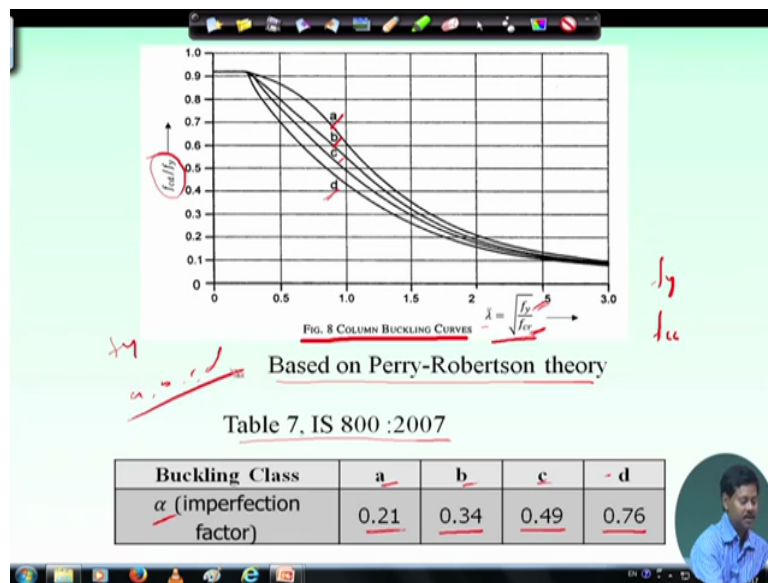 1.0
0.9
0.8
0.7
0.6
0.5
0.4
0.3
0.2
0.1
0
fcd/fy
a
b
c
d
0 0.5 1.0 1.5 2 .5 3.0
λ̄ = √fy/fcr
FIG. 8 COLUMN BUCKLING CURVES
fy
fy
a, b, c, d
Based on Perry-Robertson theory
Table 7, IS 800 :2007
Buckling Class a b c d
α (imperfection factor) 0.21 0.34 0.49 0.76
EN